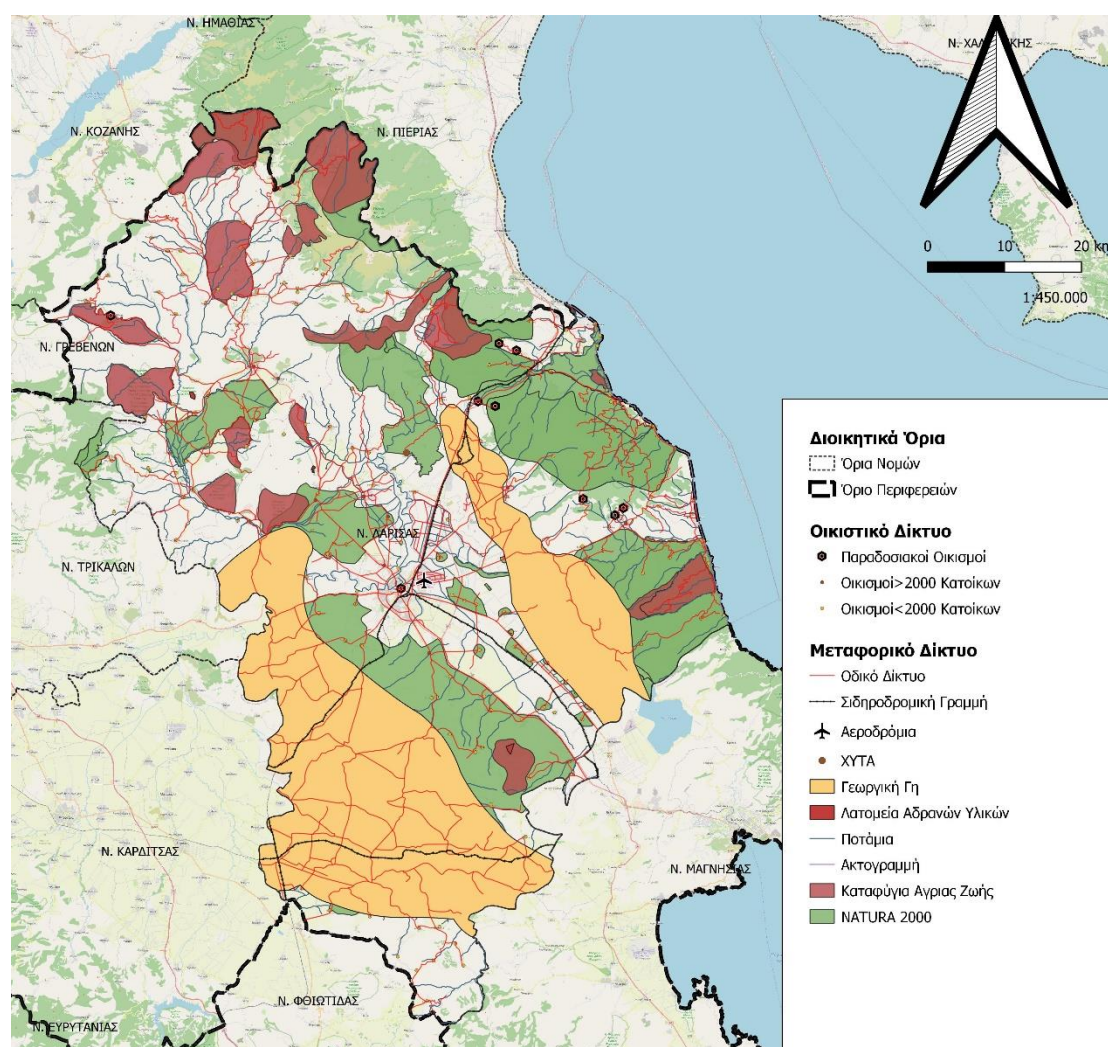 Ν. ΗΜΑΘΙΑΣ
Ν. ΚΟΖΑΝΗΣ
Ν. ΠΙΕΡΙΑΣ
Ν. ΓΡΕΒΕΝΩΝ
Ν. ΛΑΡΙΣΑΣ
Ν. ΤΡΙΚΑΛΩΝ
Ν. ΚΑΡΔΙΤΣΑΣ
Ν. ΜΑΓΝΗΣΙΑΣ
Ν. ΦΘΙΩΤΙΔΑΣ
Ν. ΕΥΡΥΤΑΝΙΑΣ
0 10 20 km
1:450.000
Διοικητικά Όρια
Όρια Νομών
Όριο Περιφερειών
Οικιστικό Δίκτυο
Παραδοσιακοί Οικισμοί
Οικισμοί>2000 Κατοίκων
Οικισμοί<2000 Κατοίκων
Μεταφορικό Δίκτυο
Οδικό Δίκτυο
Σιδηροδρομική Γραμμή
Αεροδρόμια
ΧΥΤΑ
Γεωργική Γη
Λατομεία Αδρανών Υλικών
Ποτάμια
Ακτογραμμή
Καταφύγια Αγριας Ζωής
NATURA 2000